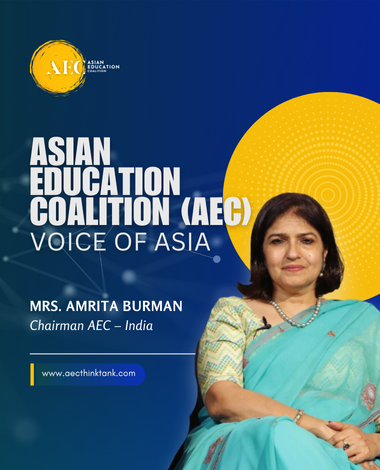 AEC
ASIAN
EDUCATION
COALITION
ASIAN
EDUCATION
COALITION (AEC)
VOICE OF ASIA
MRS. AMRITA BURMAN
Chairman AEC – India
www.aecthinktank.com